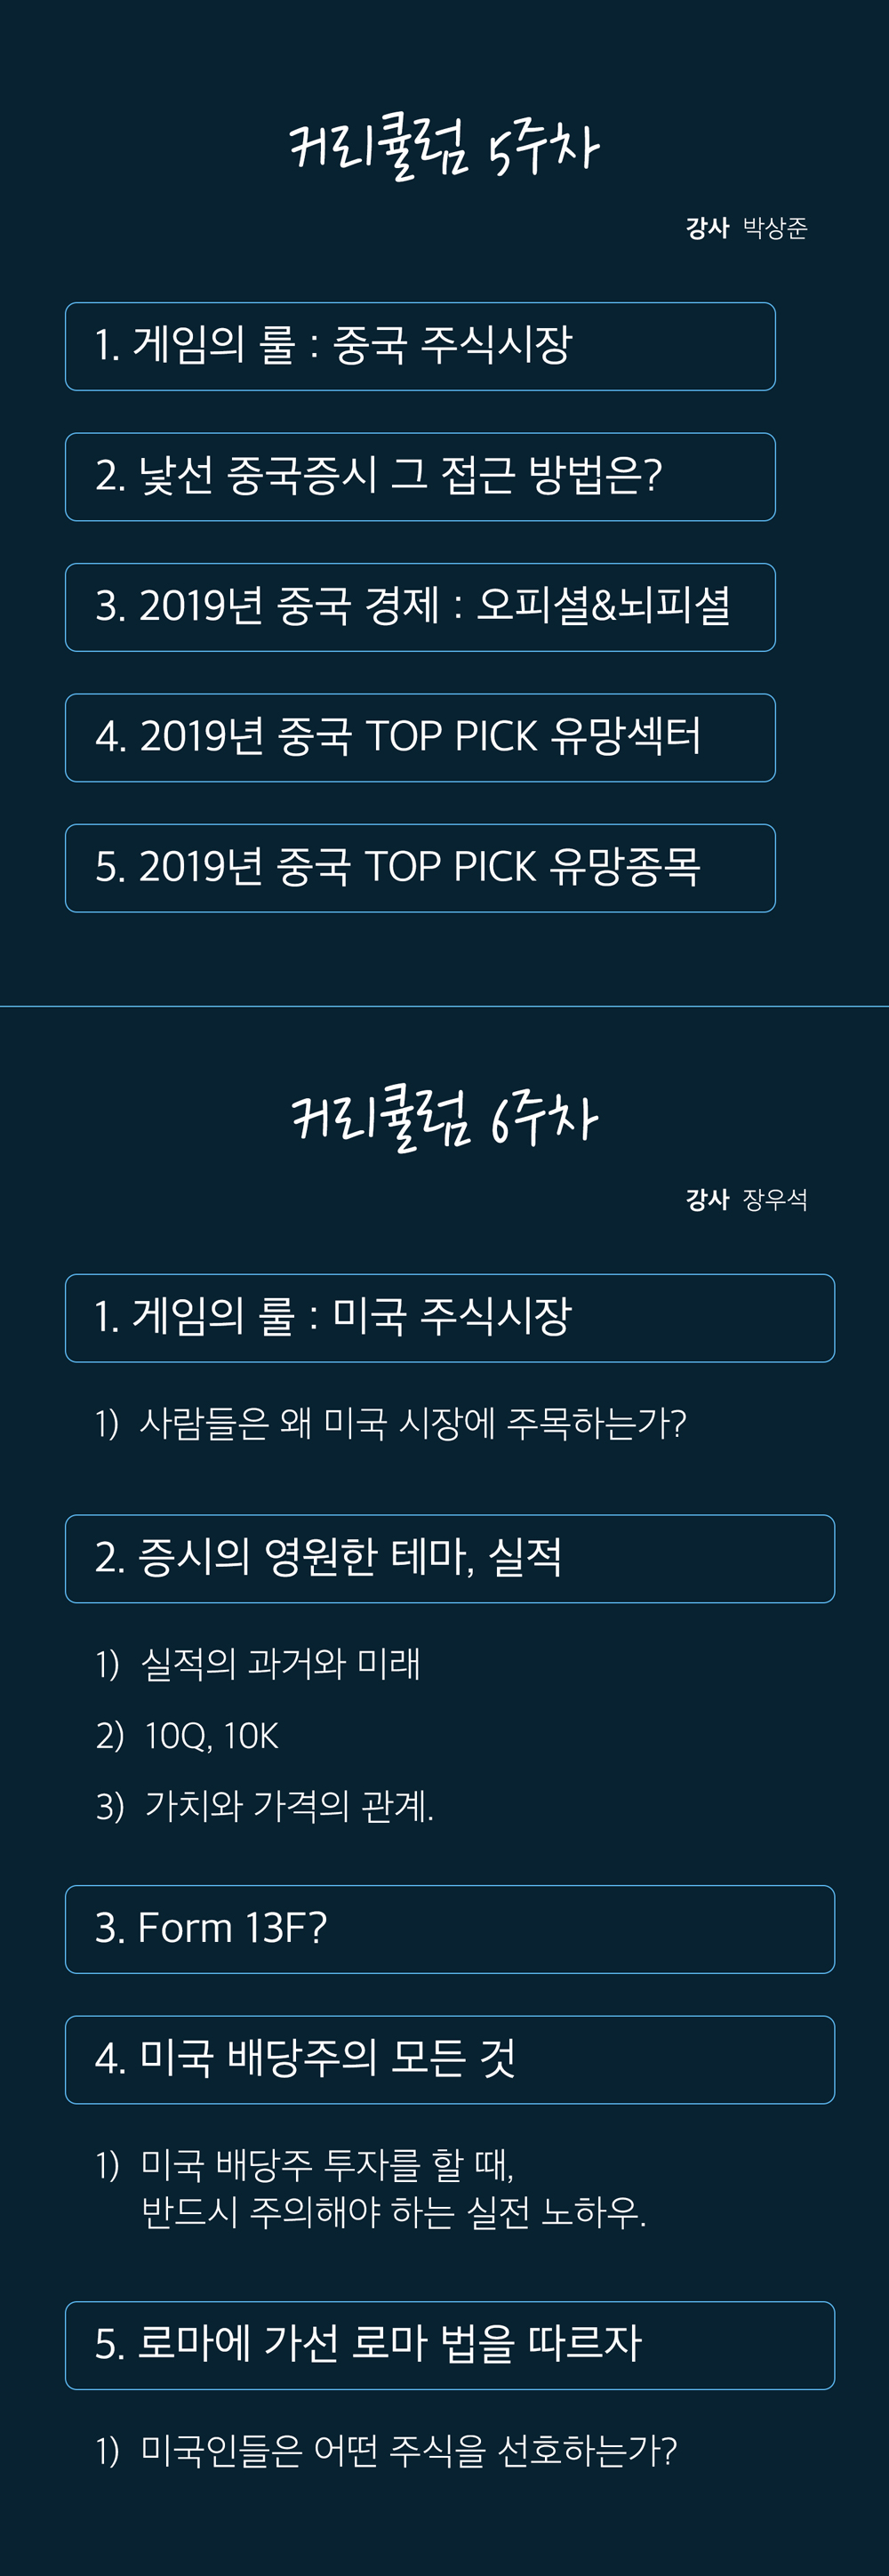 커리큘럼 5주차
강사 박상준
1. 게임의 룰 : 중국 주식시장
2. 낯선 중국증시 그 접근 방법은?
3. 2019년 중국 경제 : 오피셜&뇌피셜
4. 2019년 중국 TOP PICK 유망섹터
5. 2019년 중국 TOP PICK 유망종목
커리큘럼 6주차
강사 장우석
1. 게임의 룰 : 미국 주식시장
1) 사람들은 왜 미국 시장에 주목하는가?
2. 증시의 영원한 테마, 실적
1) 실적의 과거와 미래
2) 10Q, 10K
3) 가치와 가격의 관계.
3. Form 13F?
4. 미국 배당주의 모든 것
1) 미국 배당주 투자를 할 때,
반드시 주의해야 하는 실전 노하우.
5. 로마에 가선 로마 법을 따르자
1) 미국인들은 어떤 주식을 선호하는가?